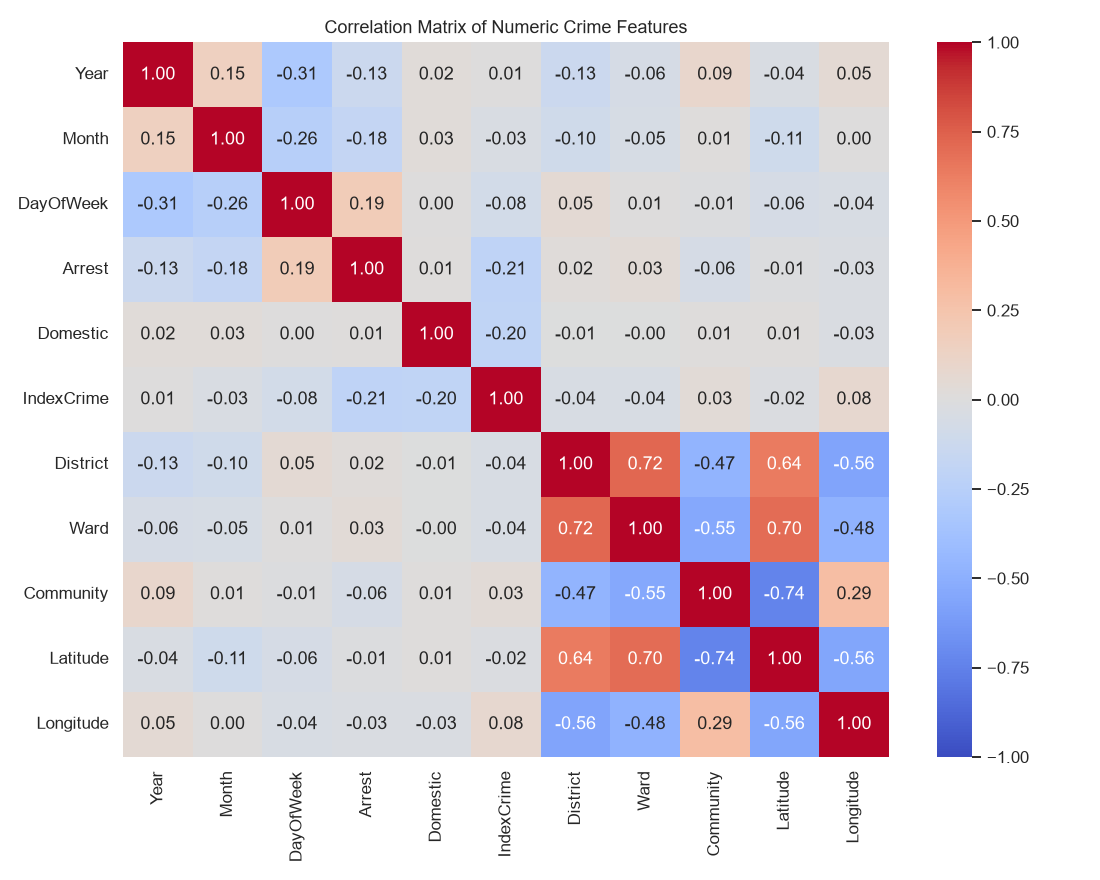 Correlation Matrix of Numeric Crime Features
Year 1.00 0.15 -0.31 -0.13 0.02 0.01 -0.13 -0.06 0.09 -0.04 0.05
Month 0.15 1.00 -0.26 -0.18 0.03 -0.03 -0.10 -0.05 0.01 -0.11 0.00
DayOfWeek -0.31 -0.26 1.00 0.19 0.00 -0.08 0.05 0.01 -0.01 -0.06 -0.04
Arrest -0.13 -0.18 0.19 1.00 0.01 -0.21 0.02 0.03 -0.06 -0.01 -0.03
Domestic 0.02 0.03 0.00 0.01 1.00 -0.20 -0.01 -0.00 0.01 0.01 -0.03
IndexCrime 0.01 -0.03 -0.08 -0.21 -0.20 1.00 -0.04 -0.04 0.03 -0.02 0.08
District -0.13 -0.10 0.05 0.02 -0.01 -0.04 1.00 0.72 -0.47 0.64 -0.56
Ward -0.06 -0.05 0.01 0.03 -0.00 -0.04 0.72 1.00 -0.55 0.70 -0.48
Community 0.09 0.01 -0.01 -0.06 0.01 0.03 -0.47 -0.55 1.00 -0.74 0.29
Latitude -0.04 -0.11 -0.06 -0.01 0.01 -0.02 0.64 0.70 -0.74 1.00 -0.56
Longitude 0.05 0.00 -0.04 -0.03 -0.03 0.08 -0.56 -0.48 0.29 -0.56 1.00
Year Month DayOfWeek Arrest Domestic IndexCrime District Ward Community Latitude Longitude
1.00
0.75
0.50
0.25
0.00
−0.25
−0.50
−0.75
−1.00